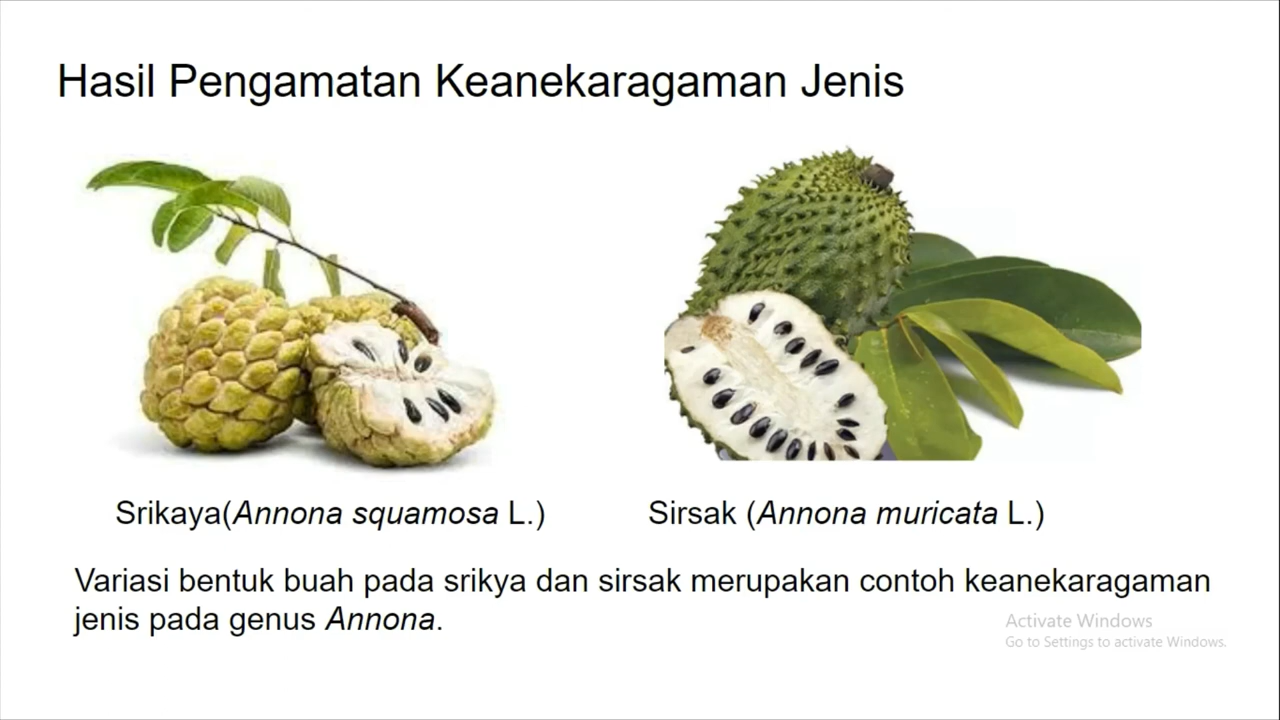 Hasil Pengamatan Keanekaragaman Jenis
Srikaya(Annona squamosa L.)
Sirsak (Annona muricata L.)
Variasi bentuk buah pada srikya dan sirsak merupakan contoh keanekaragaman
jenis pada genus Annona.
Activate Windows
Go to Settings to activate Windows.